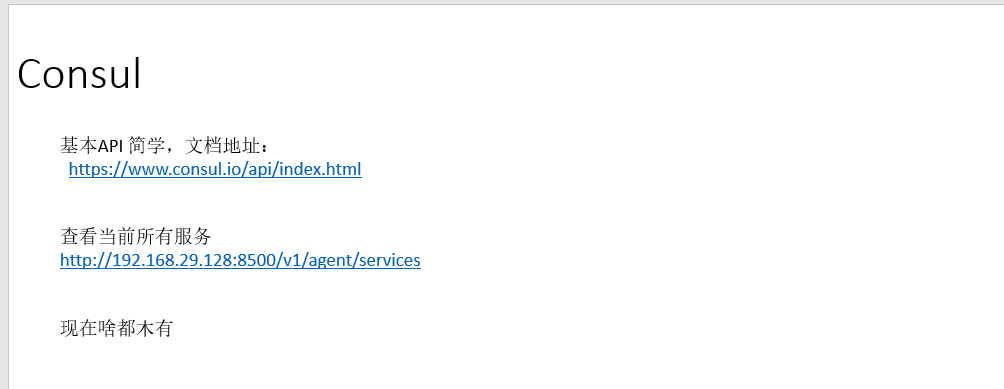 Consul
基本API 简学，文档地址：
https://www.consul.io/api/index.html
查看当前所有服务
http://192.168.29.128:8500/v1/agent/services
现在啥都木有